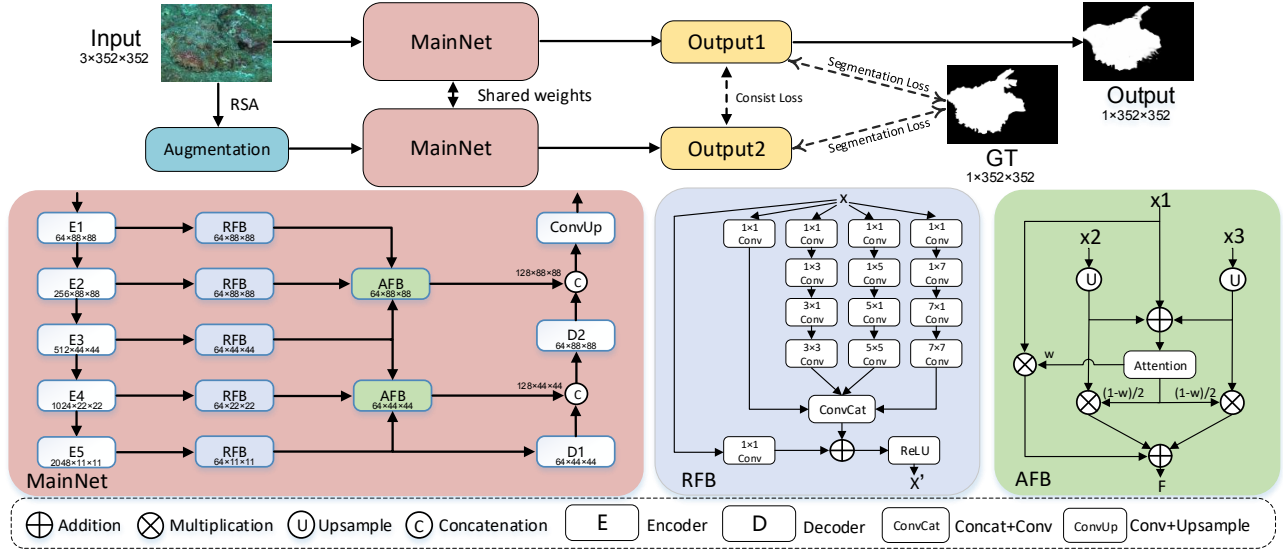 Input
3×352×352
RSA
Augmentation
MainNet
Shared weights
MainNet
Output1
Consist Loss
Output2
Segmentation Loss
Segmentation Loss
GT
1×352×352
Output
1×352×352
E1
64×88×88
RFB
64×88×88
ConvUp
E2
256×88×88
RFB
64×88×88
AFB
64×88×88
128×88×88
C
E3
512×44×44
RFB
64×44×44
D2
64×88×88
E4
1024×22×22
RFB
64×22×22
AFB
64×44×44
128×44×44
C
E5
2048×11×11
RFB
64×11×11
D1
64×44×44
MainNet
x
1×1
Conv
1×1
Conv
1×1
Conv
1×1
Conv
1×3
Conv
1×5
Conv
1×7
Conv
3×1
Conv
5×1
Conv
7×1
Conv
3×3
Conv
5×5
Conv
7×7
Conv
ConvCat
1×1
Conv
ReLU
RFB
X’
x1
x2
x3
U
U
w
Attention
(1-w)/2
(1-w)/2
AFB
F
Addition
Multiplication
U Upsample
C Concatenation
E Encoder
D Decoder
ConvCat Concat+Conv
ConvUp Conv+Upsample